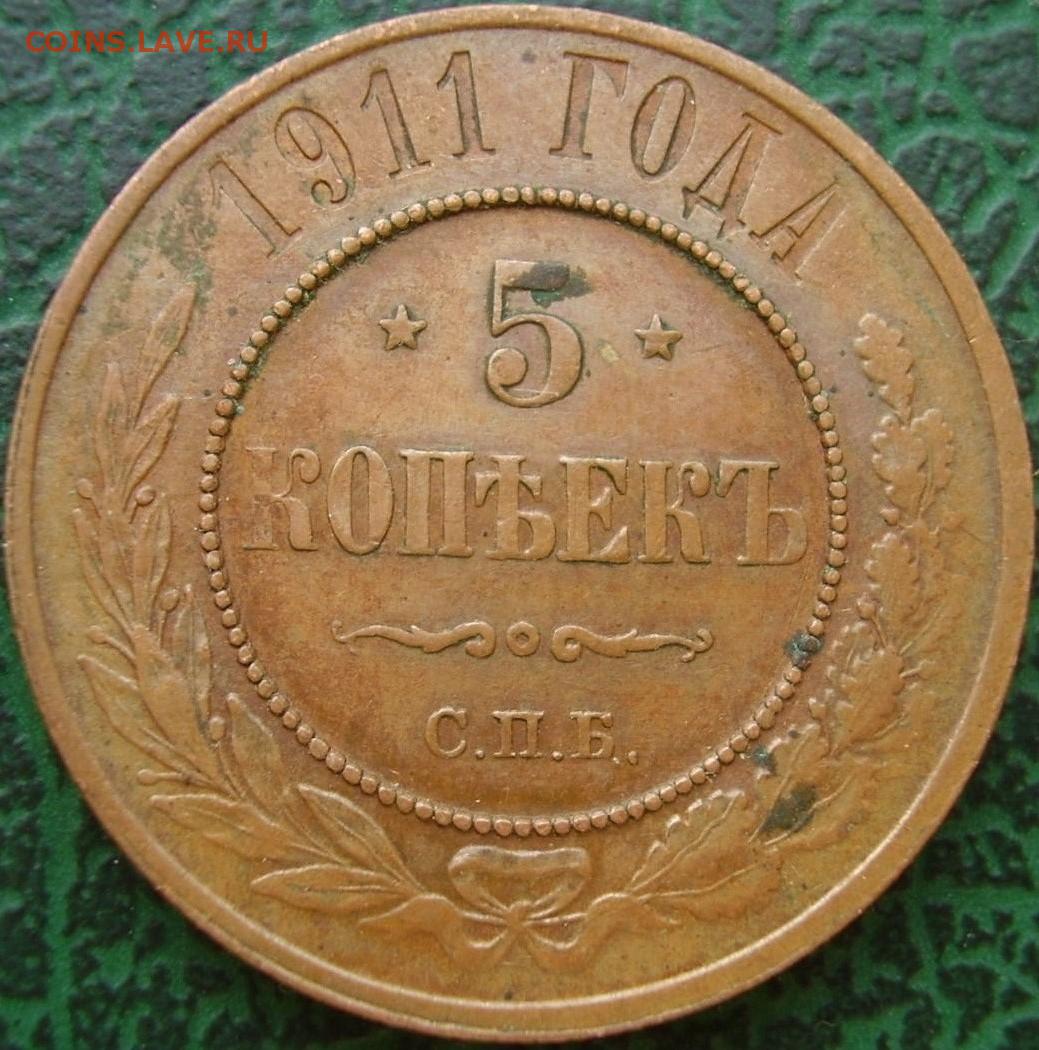 COINS.LAVE.RU
1911 ГОДА
5
КОПѢЕКЪ
С.П.Б.